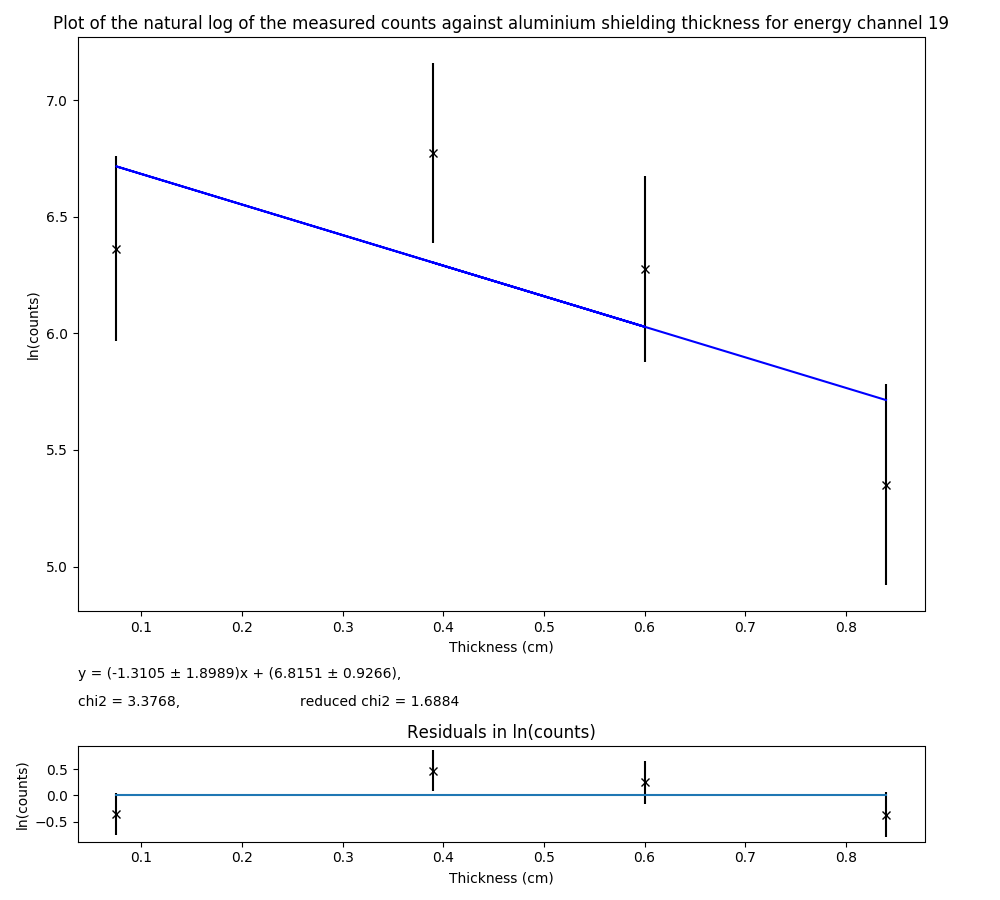 Plot of the natural log of the measured counts against aluminium shielding thickness for energy channel 19
ln(counts)
7.0
6.5
6.0
5.5
5.0
0.1 0.2 0.3 0.4 0.5 0.6 0.7 0.8
Thickness (cm)
y = (-1.3105 ± 1.8989)x + (6.8151 ± 0.9266),
chi2 = 3.3768, reduced chi2 = 1.6884
Residuals in ln(counts)
ln(counts)
0.5
0.0
−0.5
0.1 0.2 0.3 0.4 0.5 0.6 0.7 0.8
Thickness (cm)